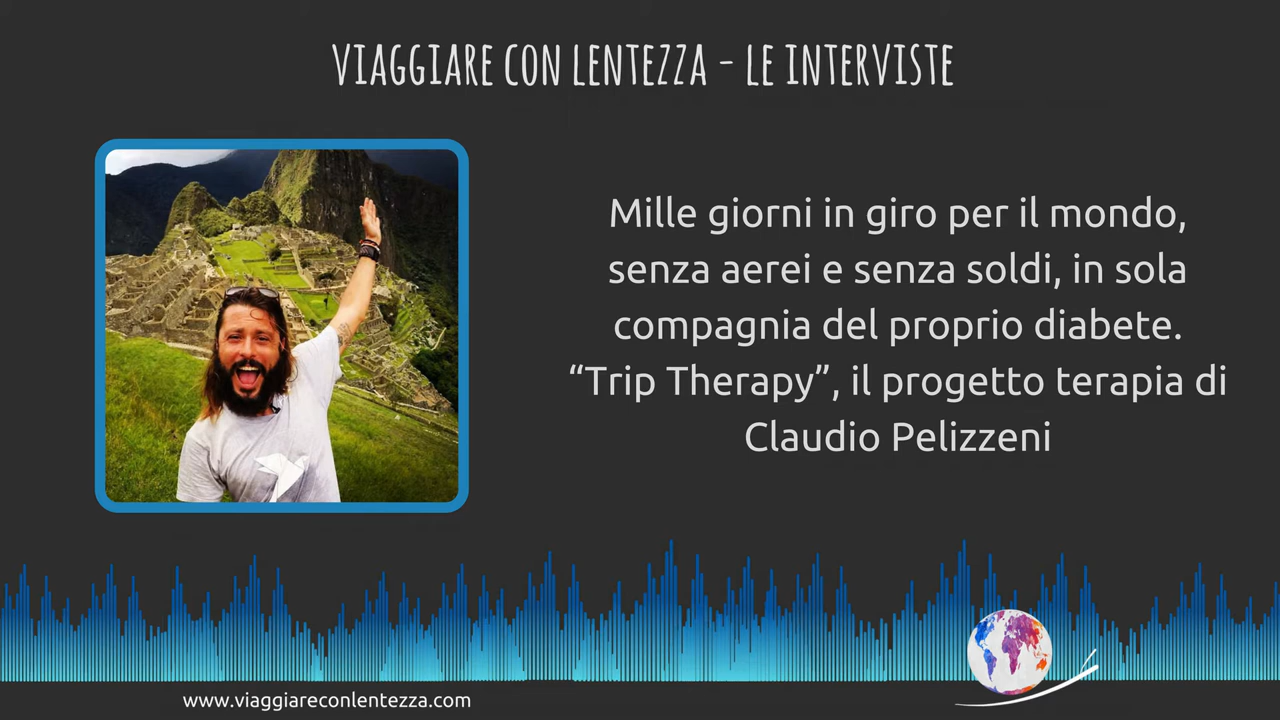 VIAGGIARE CON LENTEZZA - LE INTERVISTE
Mille giorni in giro per il mondo,
senza aerei e senza soldi, in sola
compagnia del proprio diabete.
“Trip Therapy”, il progetto terapia di
Claudio Pelizzeni
www.viaggiareconlentezza.com